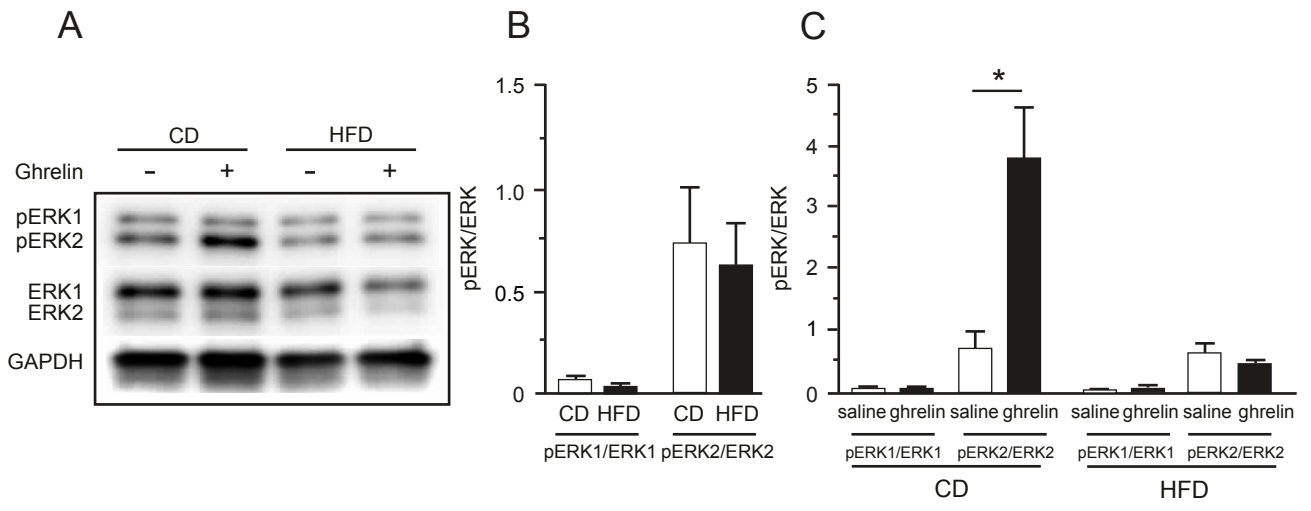 A
CD HFD
Ghrelin - + - +
pERK1
pERK2
ERK1
ERK2
GAPDH
B
pERK/ERK
1.5
1.0
0.5
0
CD HFD CD HFD
pERK1/ERK1 pERK2/ERK2
C
*
pERK/ERK
5
4
3
2
1
0
saline ghrelin saline ghrelin saline ghrelin saline ghrelin
pERK1/ERK1 pERK2/ERK2 pERK1/ERK1 pERK2/ERK2
CD HFD